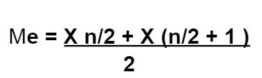 Me = X n/2 + X (n/2 + 1 )
2